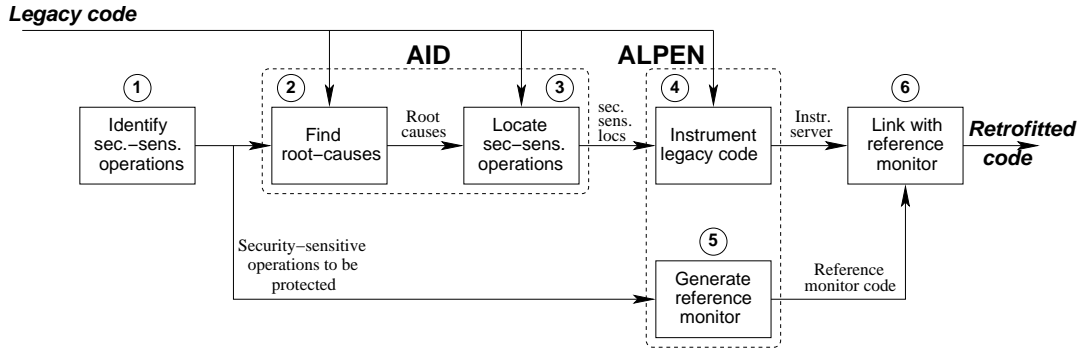 Legacy code
AID
ALPEN
1
2
3
4
6
Identify
sec.−sens.
operations
Find
root−causes
Root
causes
Locate
sec−sens.
operations
sec.
sens.
locs
Instrument
legacy code
Instr.
server
Link with
reference
monitor
Retrofitted
code
Security−sensitive
operations to be
protected
5
Generate
reference
monitor
Reference
monitor code